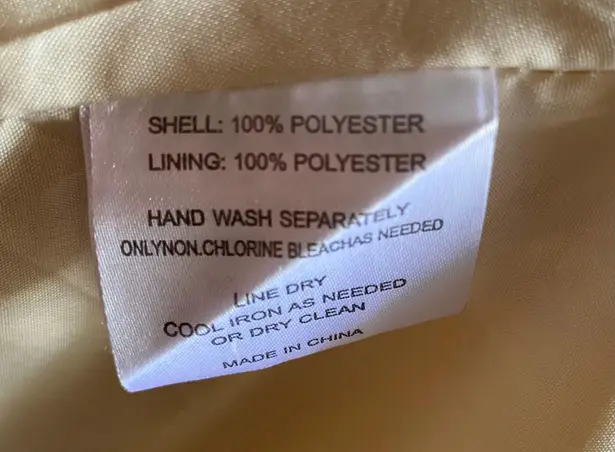 SHELL: 100% POLYESTER
LINING: 100% POLYESTER
HAND WASH SEPARATELY
ONLYNON.CHLORINE BLEACHAS NEEDED
LINE DRY
COOL IRON AS NEEDED
OR DRY CLEAN
MADE IN CHINA